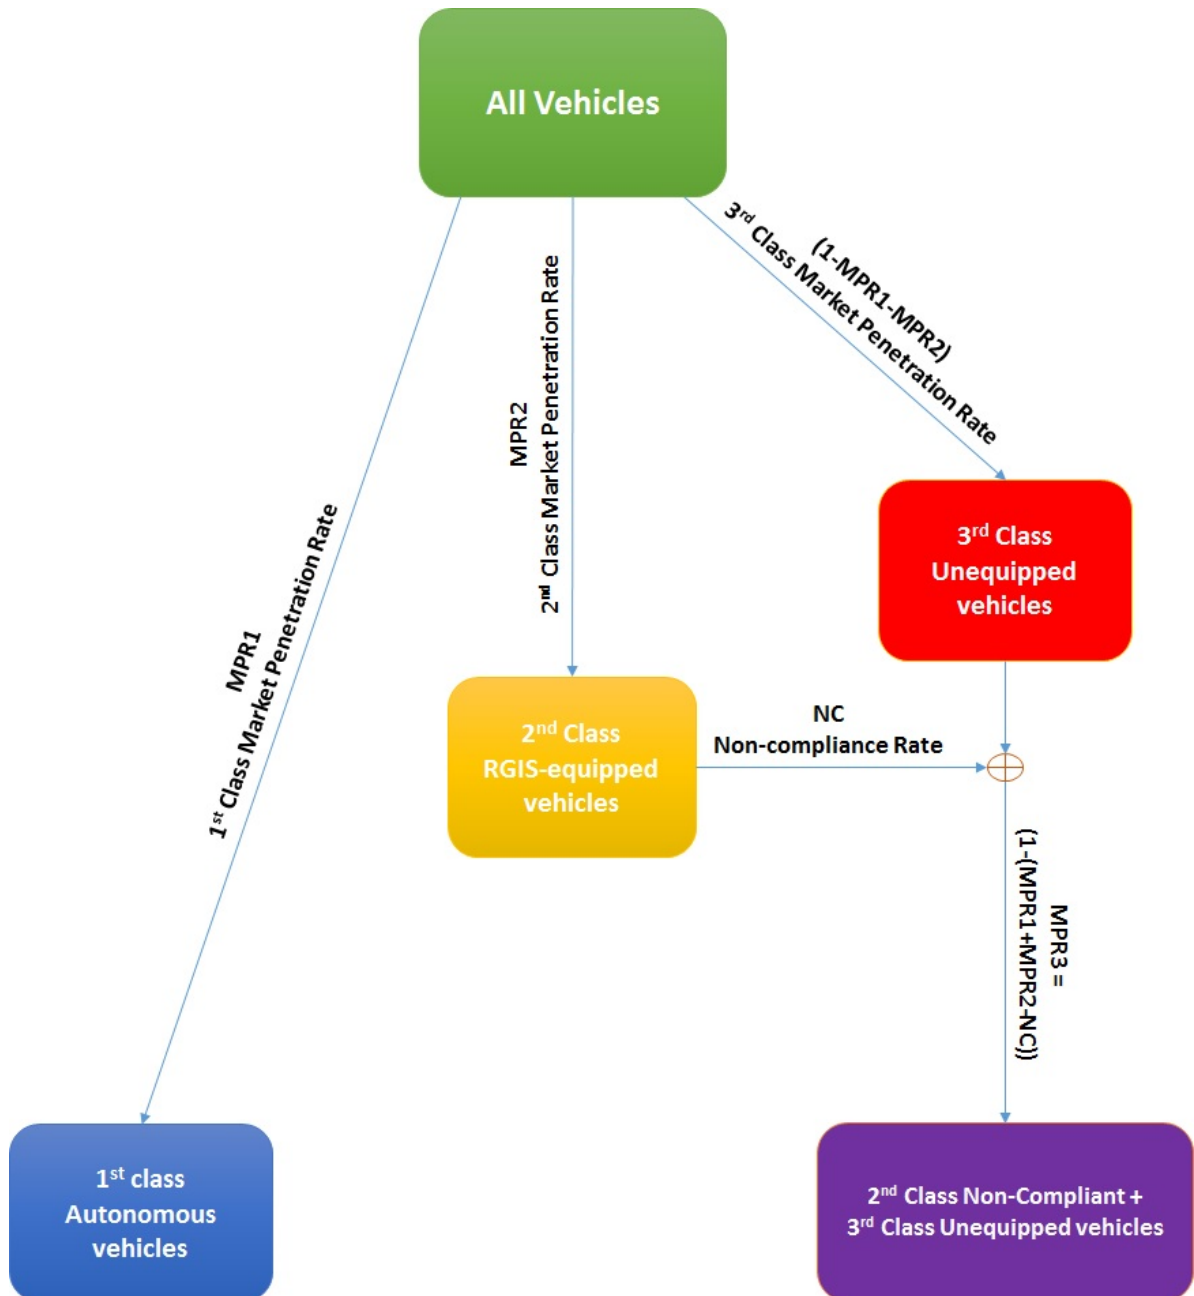 All Vehicles
(1-MPR1-MPR2)
3rd Class Market Penetration Rate
MPR2
2nd Class Market Penetration Rate
MPR1
1st Class Market Penetration Rate
3rd Class
Unequipped
vehicles
2nd Class
RGIS-equipped
vehicles
NC
Non-compliance Rate
MPR3 =
(1-(MPR1+MPR2-NC))
1st class
Autonomous
vehicles
2nd Class Non-Compliant +
3rd Class Unequipped vehicles